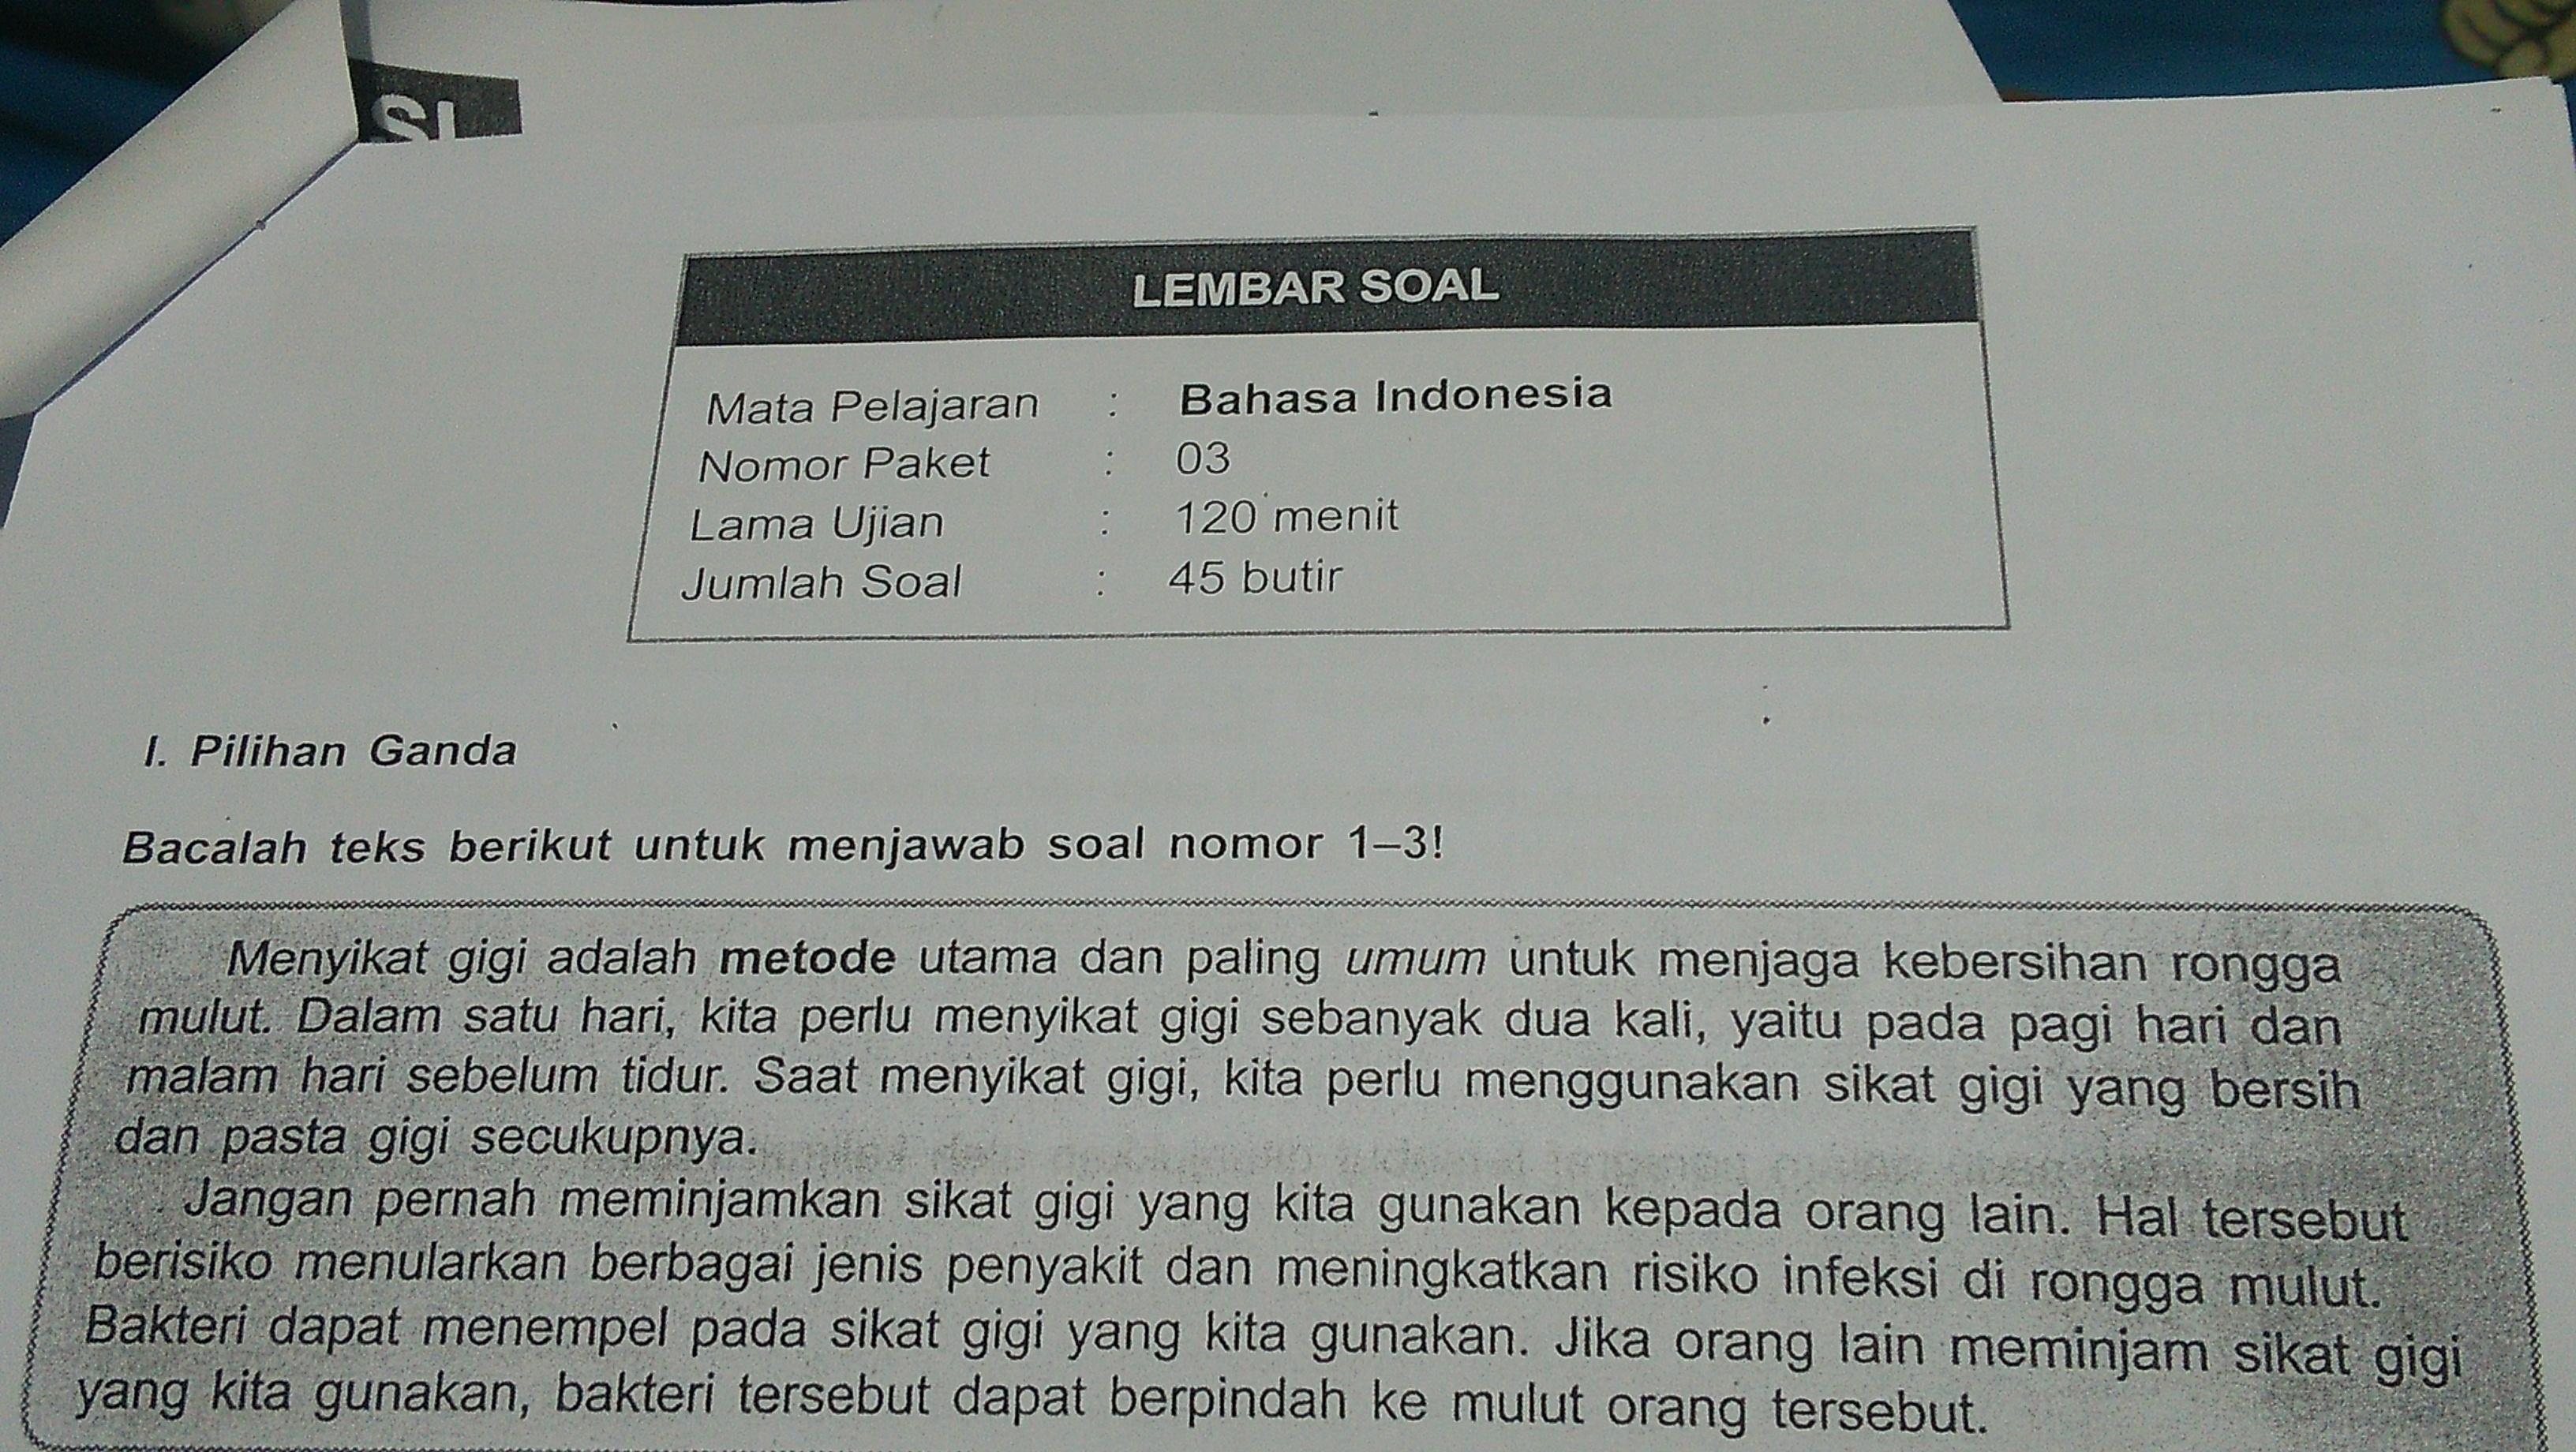 SI
LEMBAR SOAL
Mata Pelajaran : Bahasa Indonesia
Nomor Paket : 03
Lama Ujian : 120 menit
Jumlah Soal : 45 butir
I. Pilihan Ganda
Bacalah teks berikut untuk menjawab soal nomor 1–3!
Menyikat gigi adalah metode utama dan paling umum untuk menjaga kebersihan rongga
mulut. Dalam satu hari, kita perlu menyikat gigi sebanyak dua kali, yaitu pada pagi hari dan
malam hari sebelum tidur. Saat menyikat gigi, kita perlu menggunakan sikat gigi yang bersih
dan pasta gigi secukupnya.
Jangan pernah meminjamkan sikat gigi yang kita gunakan kepada orang lain. Hal tersebut
berisiko menularkan berbagai jenis penyakit dan meningkatkan risiko infeksi di rongga mulut.
Bakteri dapat menempel pada sikat gigi yang kita gunakan. Jika orang lain meminjam sikat gigi
yang kita gunakan, bakteri tersebut dapat berpindah ke mulut orang tersebut.